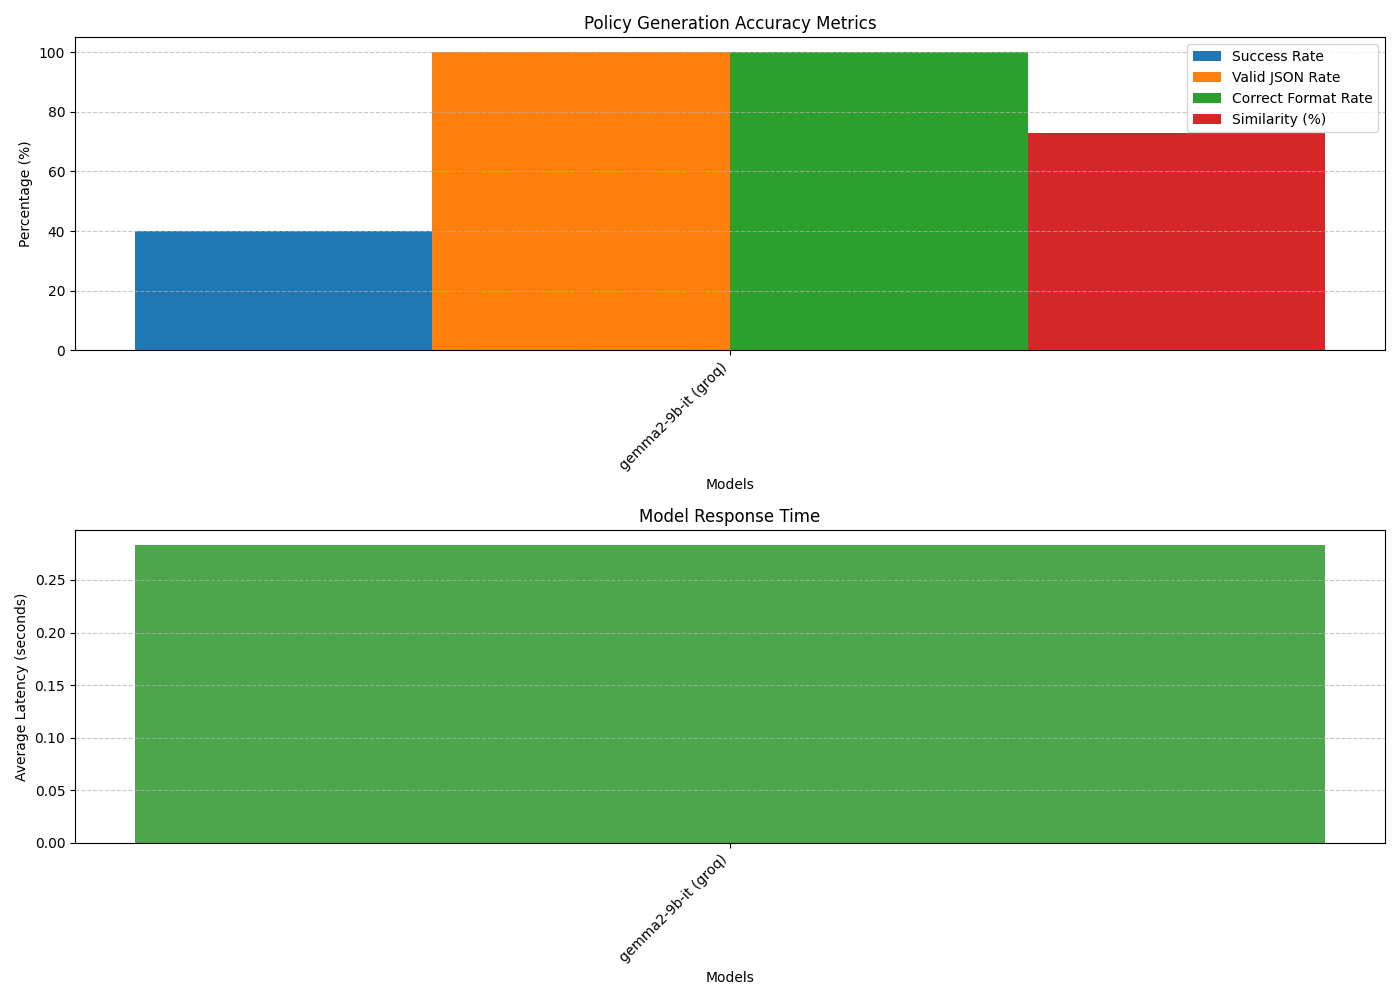 Policy Generation Accuracy Metrics
Percentage (%)
100
80
60
40
20
0
Success Rate
Valid JSON Rate
Correct Format Rate
Similarity (%)
gemma2-9b-it (groq)
Models
Model Response Time
Average Latency (seconds)
0.25
0.20
0.15
0.10
0.05
0.00
gemma2-9b-it (groq)
Models